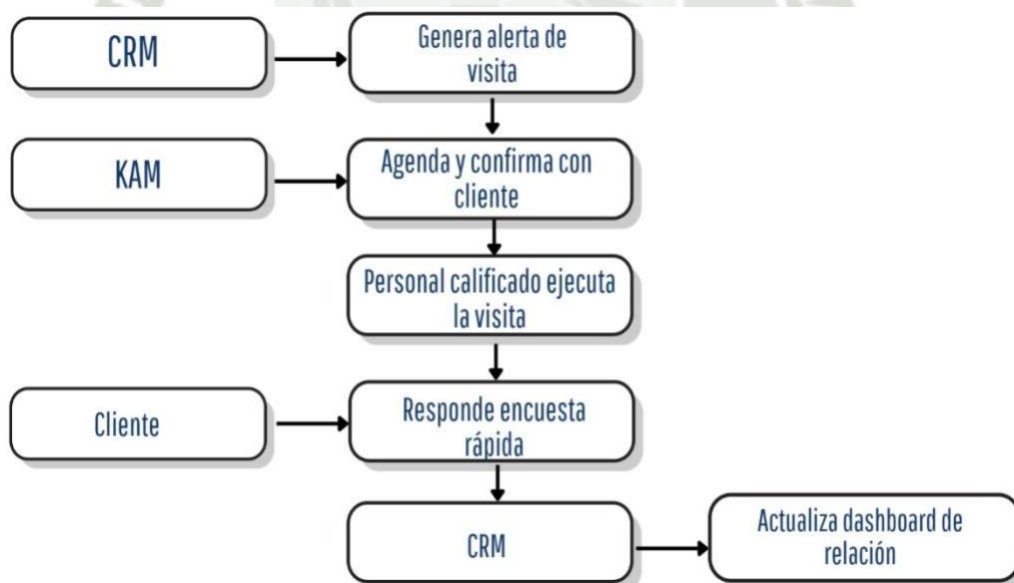 CRM
Genera alerta de
visita
KAM
Agenda y confirma con
cliente
Personal calificado ejecuta
la visita
Cliente
Responde encuesta
rápida
CRM
Actualiza dashboard de
relación